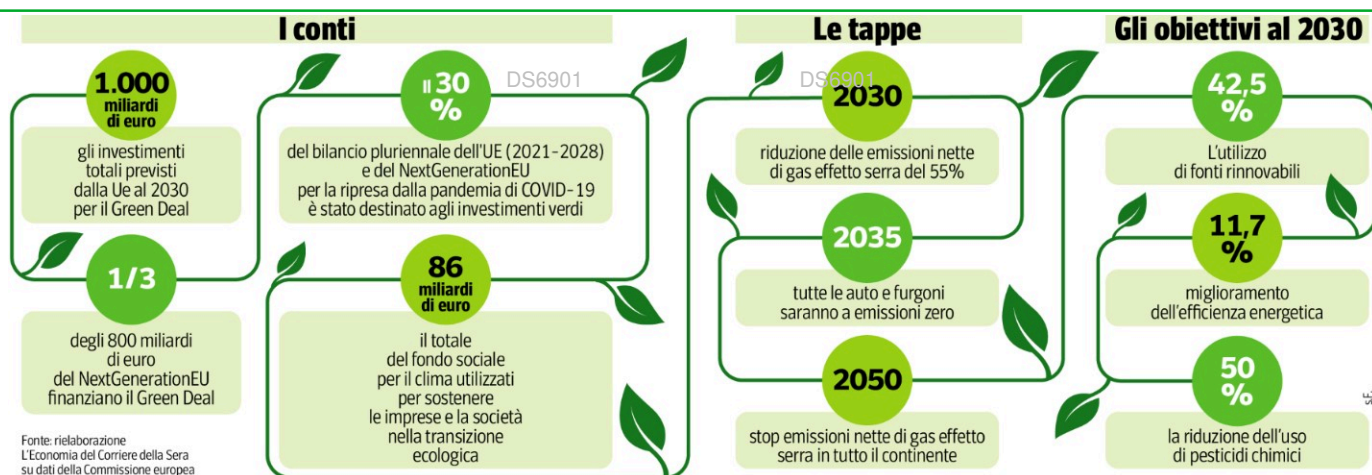 I conti
1.000
miliardi
di euro
gli investimenti
totali previsti
dalla Ue al 2030
per il Green Deal
1/3
degli 800 miliardi
di euro
del NextGenerationEU
finanziano il Green Deal
Il 30
%
DS6901
del bilancio pluriennale dell'UE (2021-2028)
e del NextGenerationEU
per la ripresa dalla pandemia di COVID-19
è stato destinato agli investimenti verdi
86
miliardi
di euro
il totale
del fondo sociale
per il clima utilizzati
per sostenere
le imprese e la società
nella transizione
ecologica
Le tappe
DS6901
2030
riduzione delle emissioni nette
di gas effetto serra del 55%
2035
tutte le auto e furgoni
saranno a emissioni zero
2050
stop emissioni nette di gas effetto
serra in tutto il continente
Gli obiettivi al 2030
42,5
%
L'utilizzo
di fonti rinnovabili
11,7
%
miglioramento
dell'efficienza energetica
50
%
la riduzione dell'uso
di pesticidi chimici
Fonte: rielaborazione
L'Economia del Corriere della Sera
su dati della Commissione europea